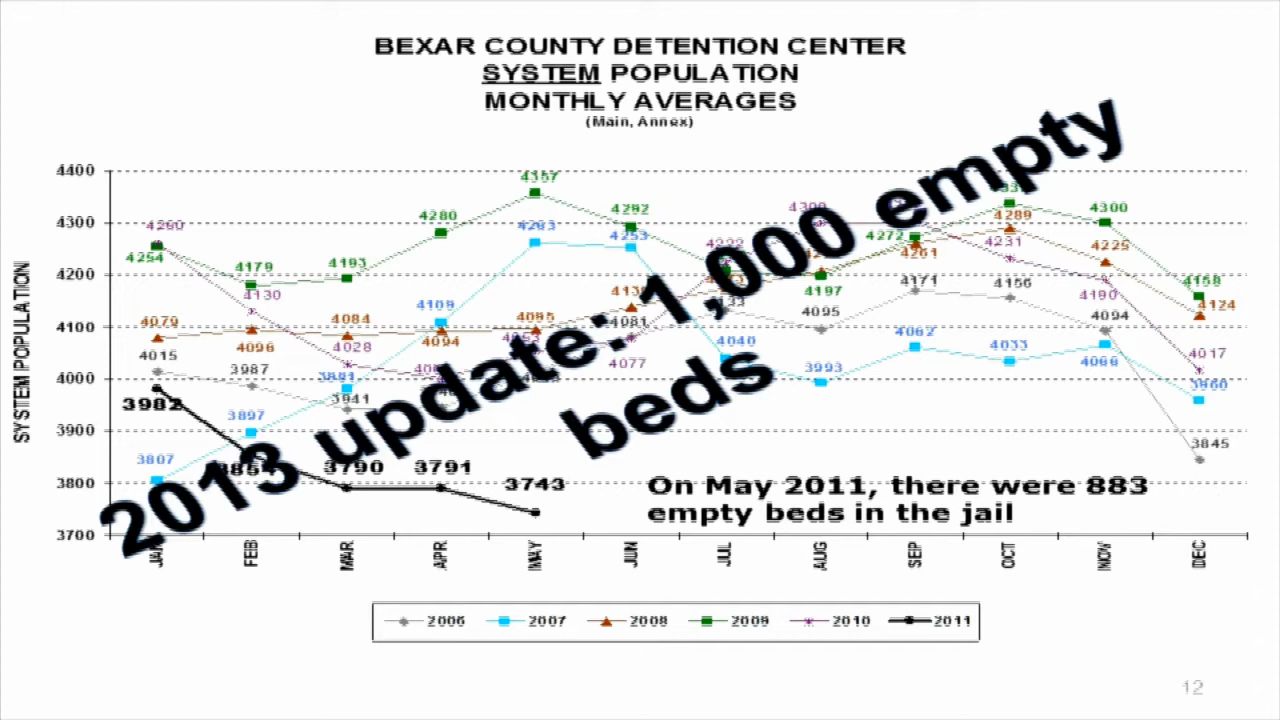 BEXAR COUNTY DETENTION CENTER
SYSTEM POPULATION
MONTHLY AVERAGES
(Main, Annex)
2013 update: 1,000 empty
beds
SYSTEM POPULATION
4400
4300
4200
4100
4000
3900
3800
3700
4357
4260
4280
4292
4300
4254
4179
4193
4263
4253
4272
4289
4261
4231
4225
4158
4130
4109
4197
4171
4156
4190
4124
4079
4084
4095
4081
4095
4094
4096
4094
4015
4028
4077
4040
4062
4033
4066
4017
3987
3941
3993
3960
3982
3897
3845
3807
3790
3791
3743
On May 2011, there were 883
empty beds in the jail
JAN
FEB
MAR
APR
MAY
JUN
JUL
AUG
SEP
OCT
NOV
DEC
2006 2007 2008 2009 2010 2011
12